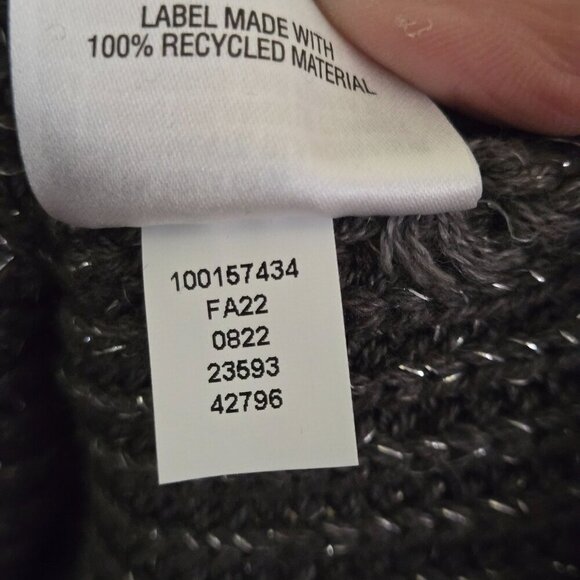 LABEL MADE WITH
100% RECYCLED MATERIAL
100157434
FA22
0822
23593
42796